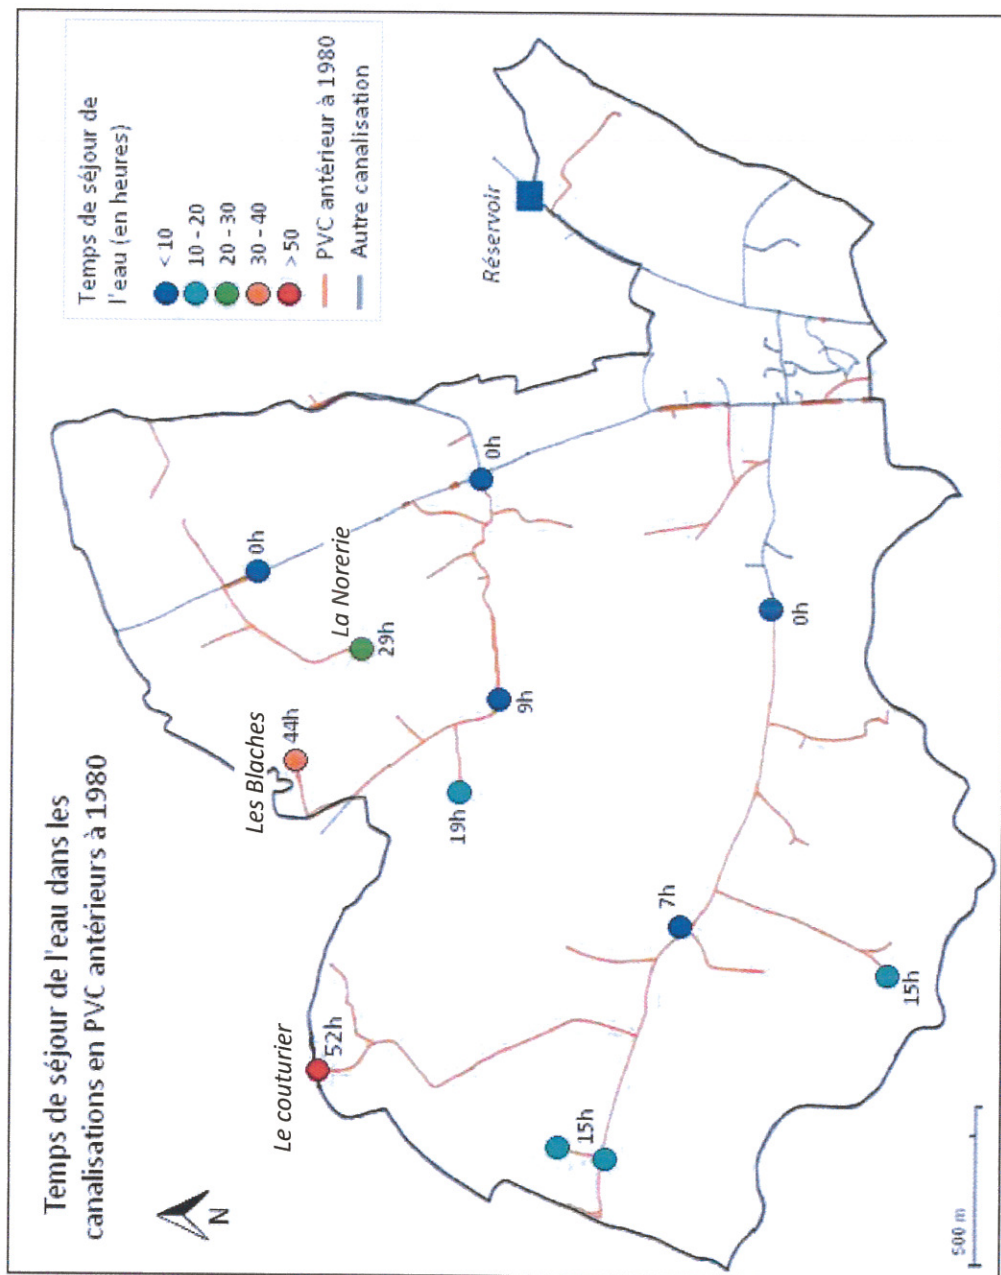 Temps de séjour de l'eau dans les
canalisations en PVC antérieurs à 1980
N
Temps de séjour de
l'eau (en heures)
< 10
10 - 20
20 - 30
30 - 40
> 50
PVC antérieur à 1980
Autre canalisation
Le couturier
52h
Les Blaches
44h
La Norerie
29h
0h
0h
Réservoir
19h
9h
15h
7h
0h
15h
500 m